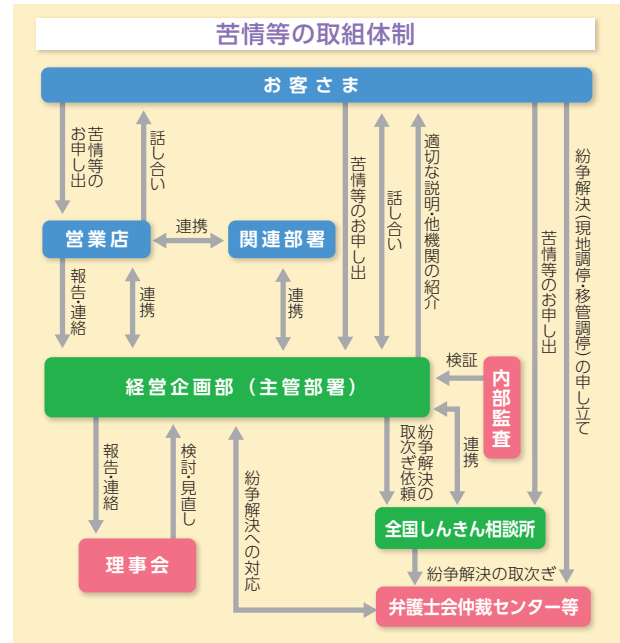 苦情等の取組体制
お客さま
苦情等の
お申し出
話し合い
苦情等のお申し出
話し合い
適切な説明・他機関の紹介
苦情等のお申し出
紛争解決(現地調停・移管調停)の申し立て
営業店
連携
関連部署
報告・連絡
連携
連携
経営企画部（主管部署）
検証
内部監査
報告・連絡
検討・見直し
紛争解決への対応
紛争解決の
取次ぎ依頼
連携
理事会
全国しんきん相談所
紛争解決の取次ぎ
弁護士会仲裁センター等